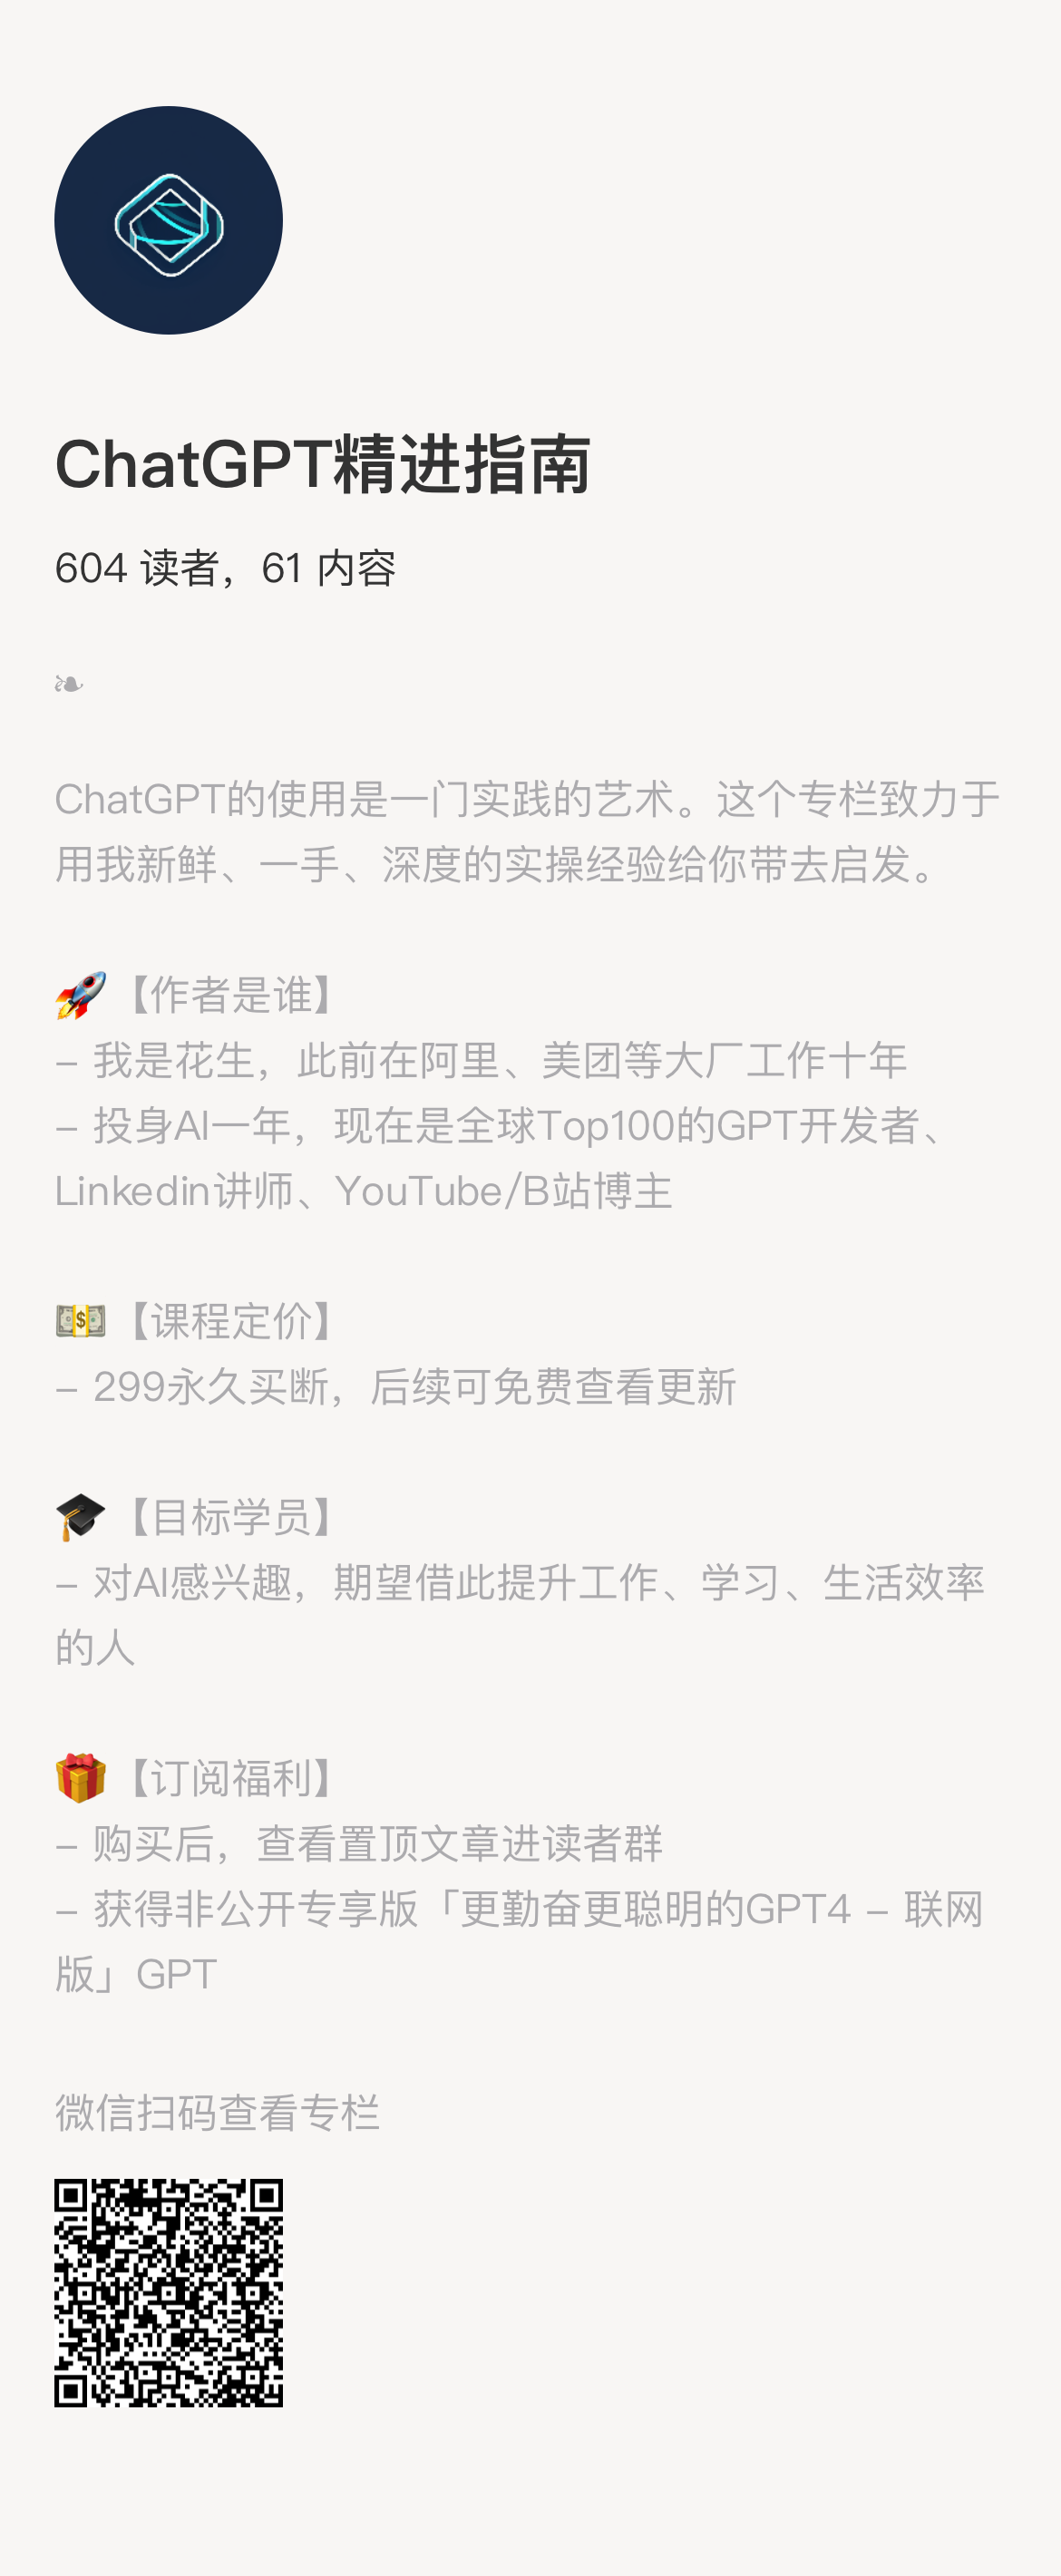 ChatGPT精进指南
604 读者，61 内容
❧
ChatGPT的使用是一门实践的艺术。这个专栏致力于
用我新鲜、一手、深度的实操经验给你带去启发。
🚀【作者是谁】
- 我是花生，此前在阿里、美团等大厂工作十年
- 投身AI一年，现在是全球Top100的GPT开发者、
Linkedin讲师、YouTube/B站博主
💵【课程定价】
- 299永久买断，后续可免费查看更新
🎓【目标学员】
- 对AI感兴趣，期望借此提升工作、学习、生活效率
的人
🎁【订阅福利】
- 购买后，查看置顶文章进读者群
- 获得非公开专享版「更勤奋更聪明的GPT4 - 联网
版」GPT
微信扫码查看专栏